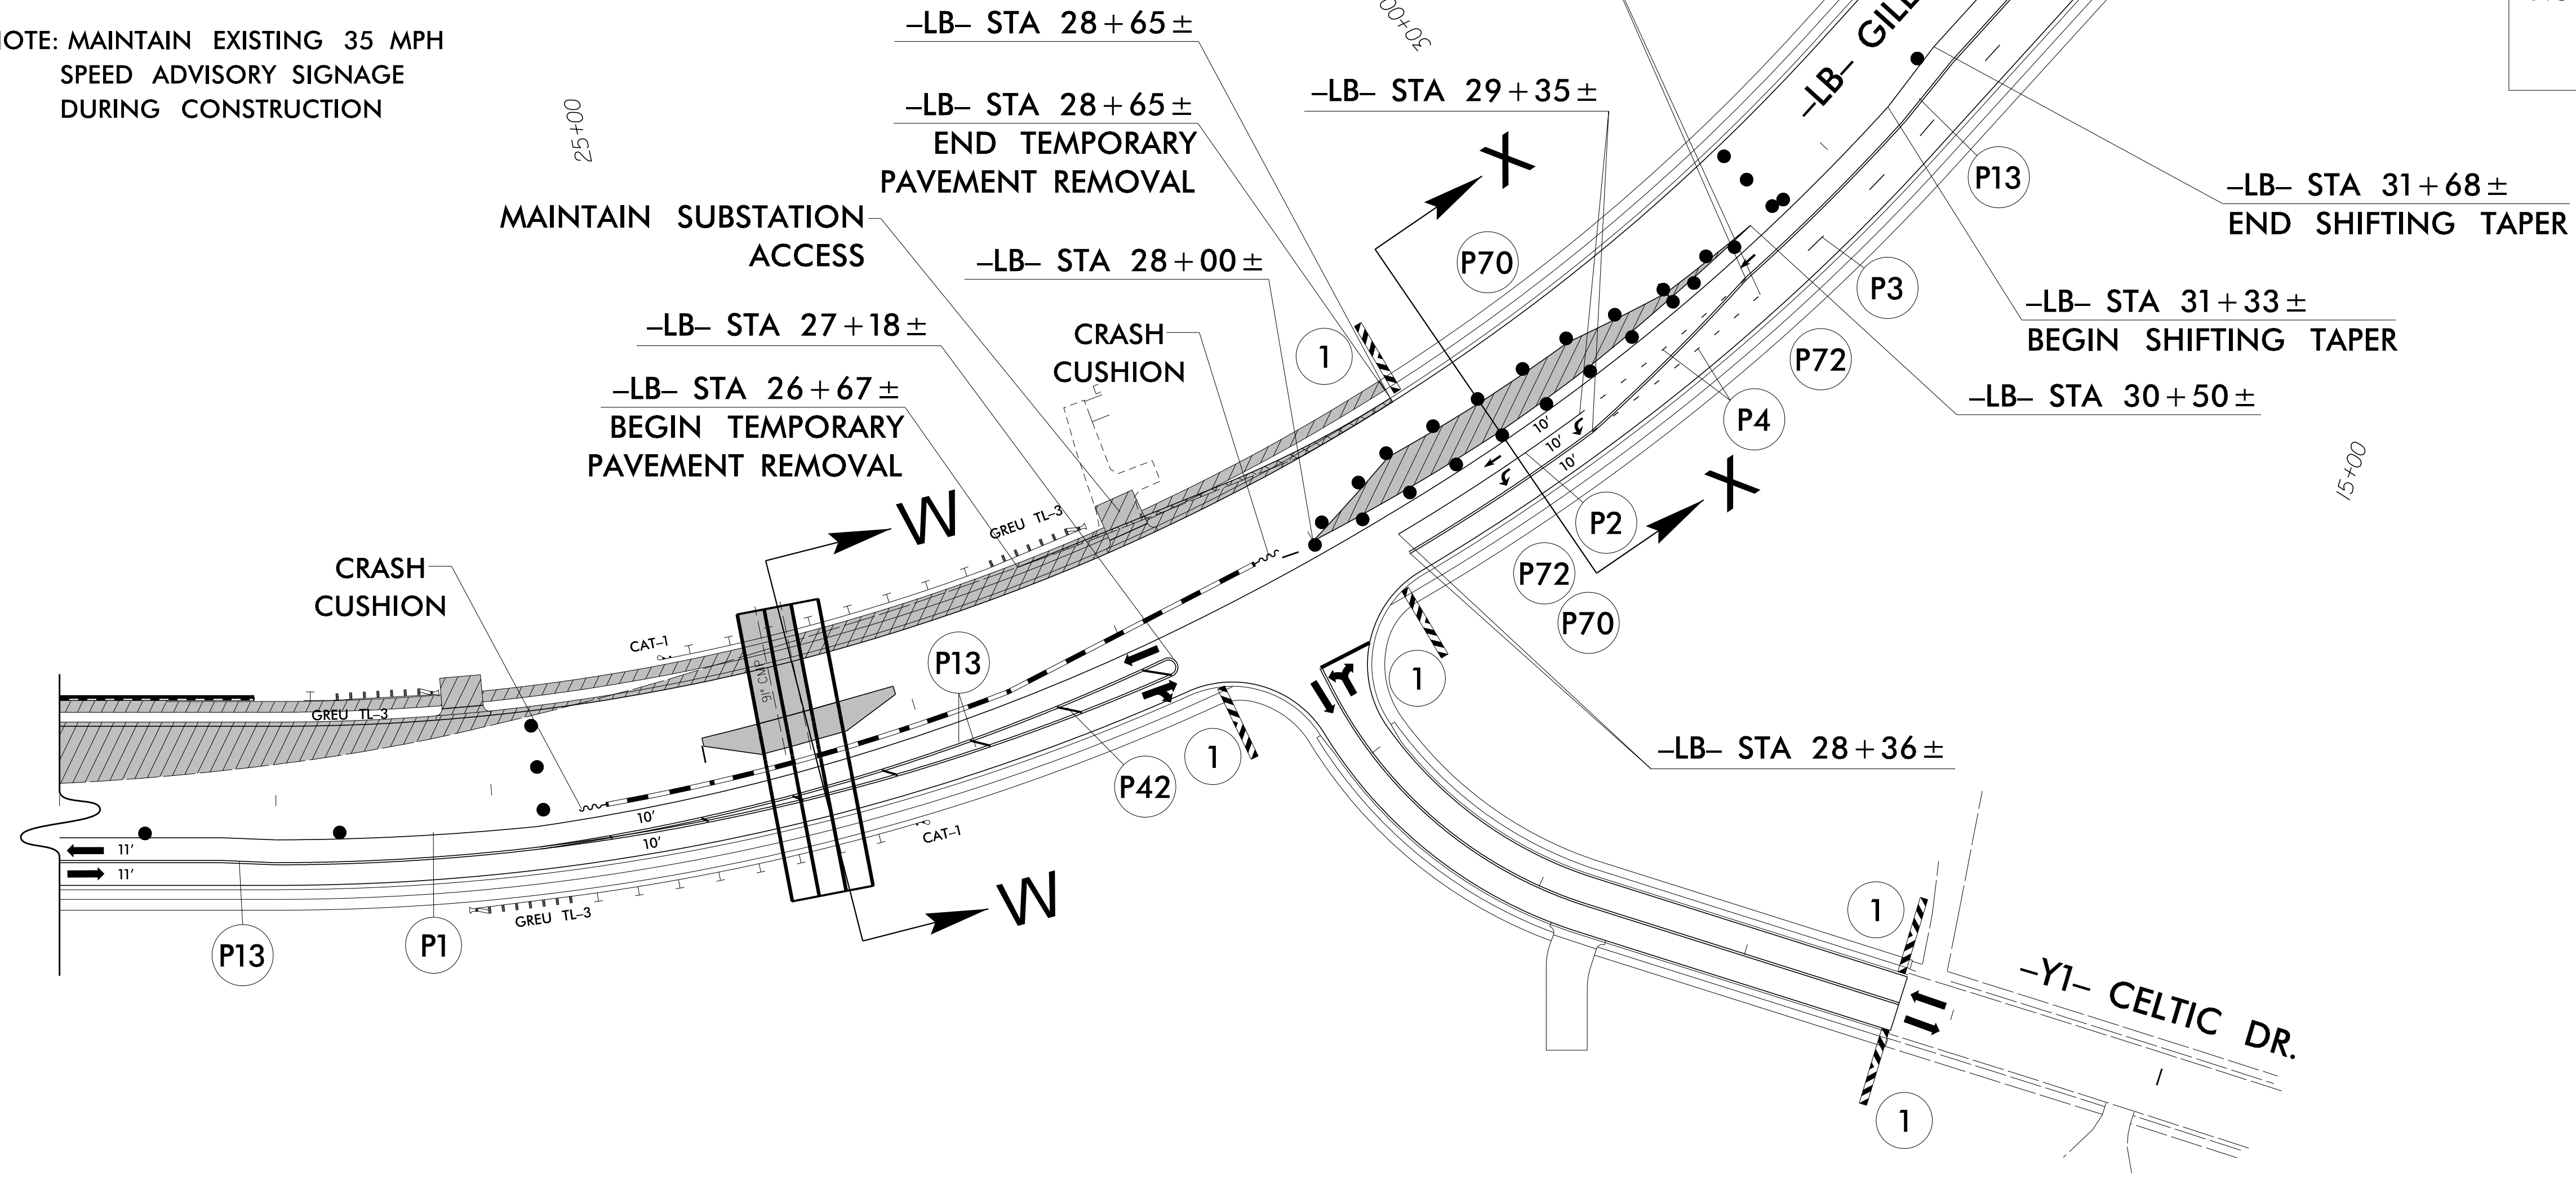 NOTE: MAINTAIN EXISTING 35 MPH
SPEED ADVISORY SIGNAGE
DURING CONSTRUCTION
25+00
–LB– STA 28+65±
–LB– STA 28+65±
END TEMPORARY
PAVEMENT REMOVAL
30+00
–LB– STA 29+35±
–LB–
X
P70
P13
–LB– STA 31+68±
END SHIFTING TAPER
P3
–LB– STA 31+33±
BEGIN SHIFTING TAPER
P72
–LB– STA 30+50±
P4
15+00
MAINTAIN SUBSTATION
ACCESS
–LB– STA 28+00±
–LB– STA 27+18±
CRASH
CUSHION
1
–LB– STA 26+67±
BEGIN TEMPORARY
PAVEMENT REMOVAL
10'
10'
10'
X
P2
P72
P70
W
GREU TL–3
CRASH
CUSHION
CAT–1
P13
1
–LB– STA 28+36±
GREU TL–3
P42
1
10'
10'
CAT–1
11'
11'
W
GREU TL–3
P13
P1
1
–Y1– CELTIC DR.
1